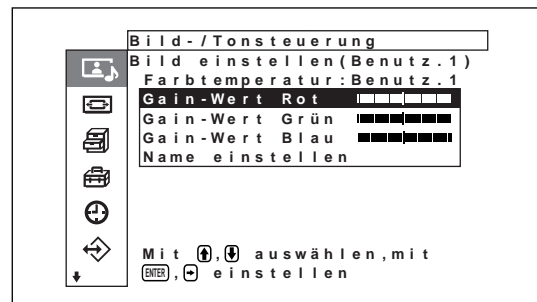 Bild-/Tonsteuerung
Bild einstellen(Benutz.1)
Farbtemperatur:Benutz.1
Gain-Wert Rot
Gain-Wert Grün
Gain-Wert Blau
Name einstellen
Mit ↑,↓ auswählen,mit
ENTER,→ einstellen